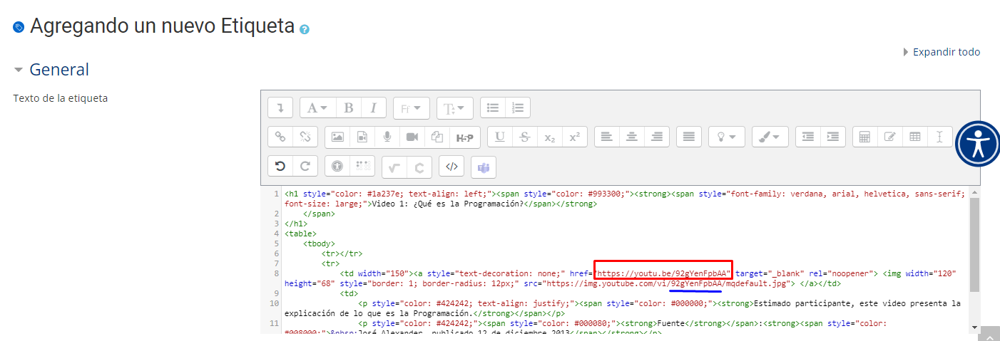 Agregando un nuevo Etiqueta
Expandir todo
General
Texto de la etiqueta
A B I Ff T
H-P U S x2 x²
</>
1 <h1 style="color: #1a237e; text-align: left;"><span style="color: #993300;"><strong><span style="font-family: verdana, arial, helvetica, sans-serif;
font-size: large;">Video 1: ¿Qué es la Programación?</span></strong>
2 </span>
3 </h1>
4 <table>
5 <tbody>
6 <tr></tr>
7 <tr>
8 <td width="150"><a style="text-decoration: none;" href="https://youtu.be/92gYenFpbAA" target="_blank" rel="noopener"> <img width="120"
height="68" style="border: 1; border-radius: 12px;" src="https://img.youtube.com/vi/92gYenFpbAA/mqdefault.jpg"> </a></td>
9 <td>
10 <p style="color: #424242; text-align: justify;"><span style="color: #000000;"><strong>Estimado participante, este video presenta la
explicación de lo que es la Programación.</strong></span></p>
11 <p style="color: #424242;"><span style="color: #000080;"><strong>Fuente</strong></span>:<strong><span style="color:
#008000;">&nbsp;José Alexander, publicado 12 de diciembre 2013</span></strong></p>